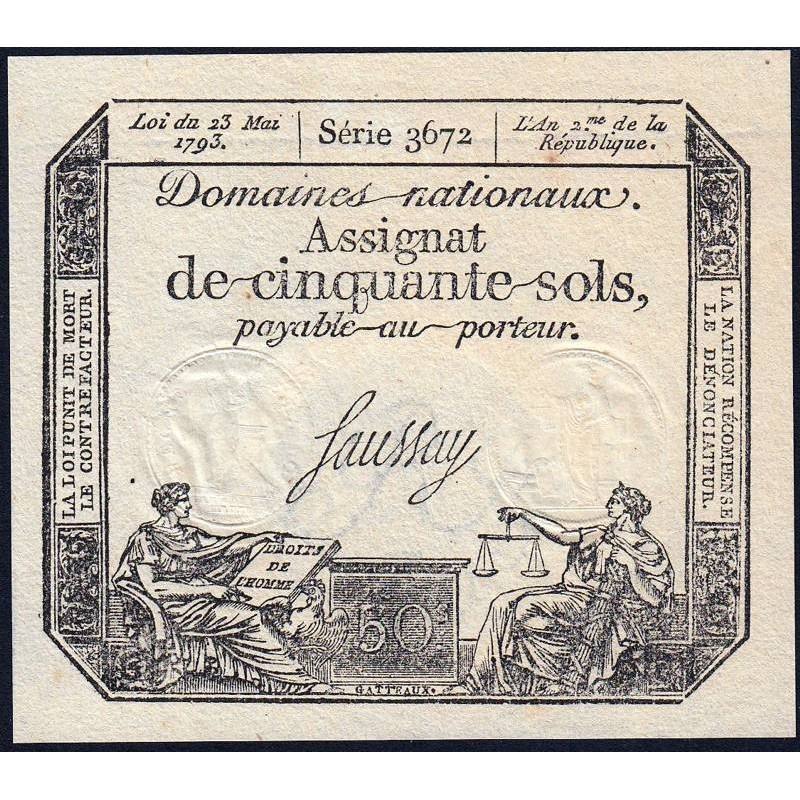 Loi du 23 Mai
1793.
Série 3672
L'An 2.me de la
République.
Domaines nationaux.
Assignat
de cinquante sols,
payable au porteur.
LA LOI PUNIT DE MORT
LE CONTREFACTEUR.
LA NATION RÉCOMPENSE
LE DÉNONCIATEUR.
Saussay
DROITS
DE
L'HOMME
50.s
GATTEAUX.